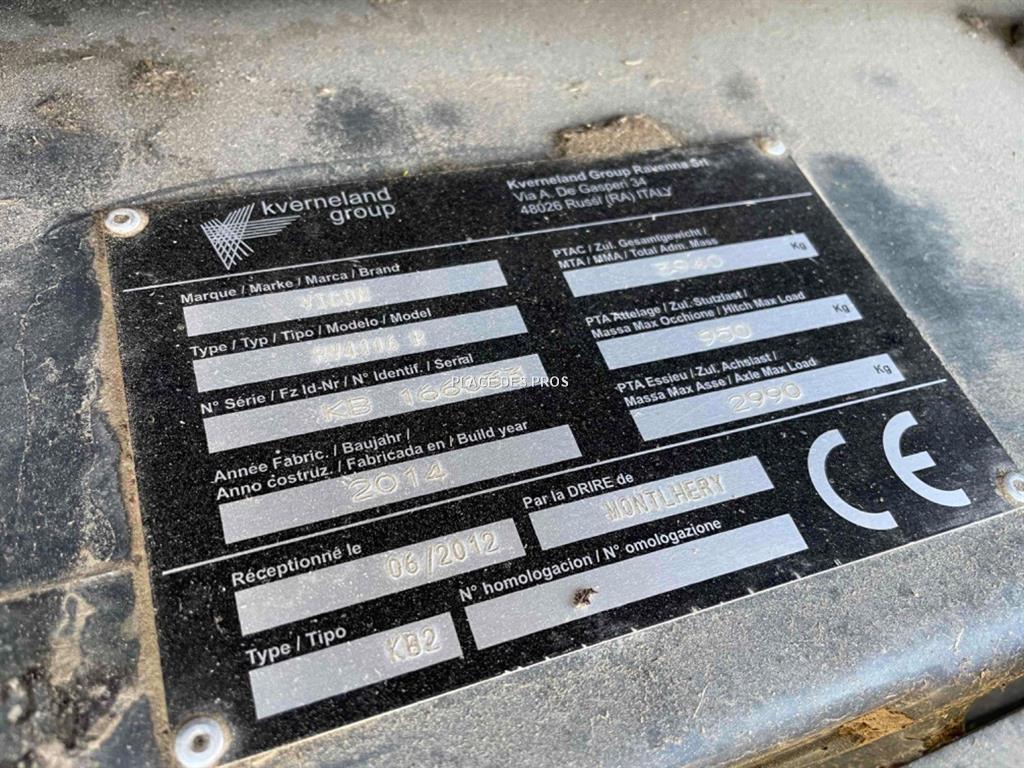 kverneland
group
Kverneland Group Ravenna Srl
Via A. De Gasperi 34
48026 Russi (RA) ITALY
Marque / Marke / Marca / Brand
VICON
Type / Typ / Tipo / Modelo / Model
N° Série / Fz Id-Nr / N° Identif. / Serial
KB
PLACE DES PROS
Année Fabric. / Baujahr /
Anno costruz. / Fabricada en / Build year
2014
PTAC / Zul. Gesamtgewicht /
MTA / MMA / Total Adm. Mass
Kg
3940
PTA Attelage / Zul. Stutzlast /
Massa Max Occhione / Hitch Max Load
Kg
950
PTA Essieu / Zul. Achslast /
Massa Max Asse / Axle Max Load
Kg
2990
CE
Réceptionné le
06/2012
Par la DRIRE de
MONTLHERY
Type / Tipo
KB2
N° homologacion / N° omologazione